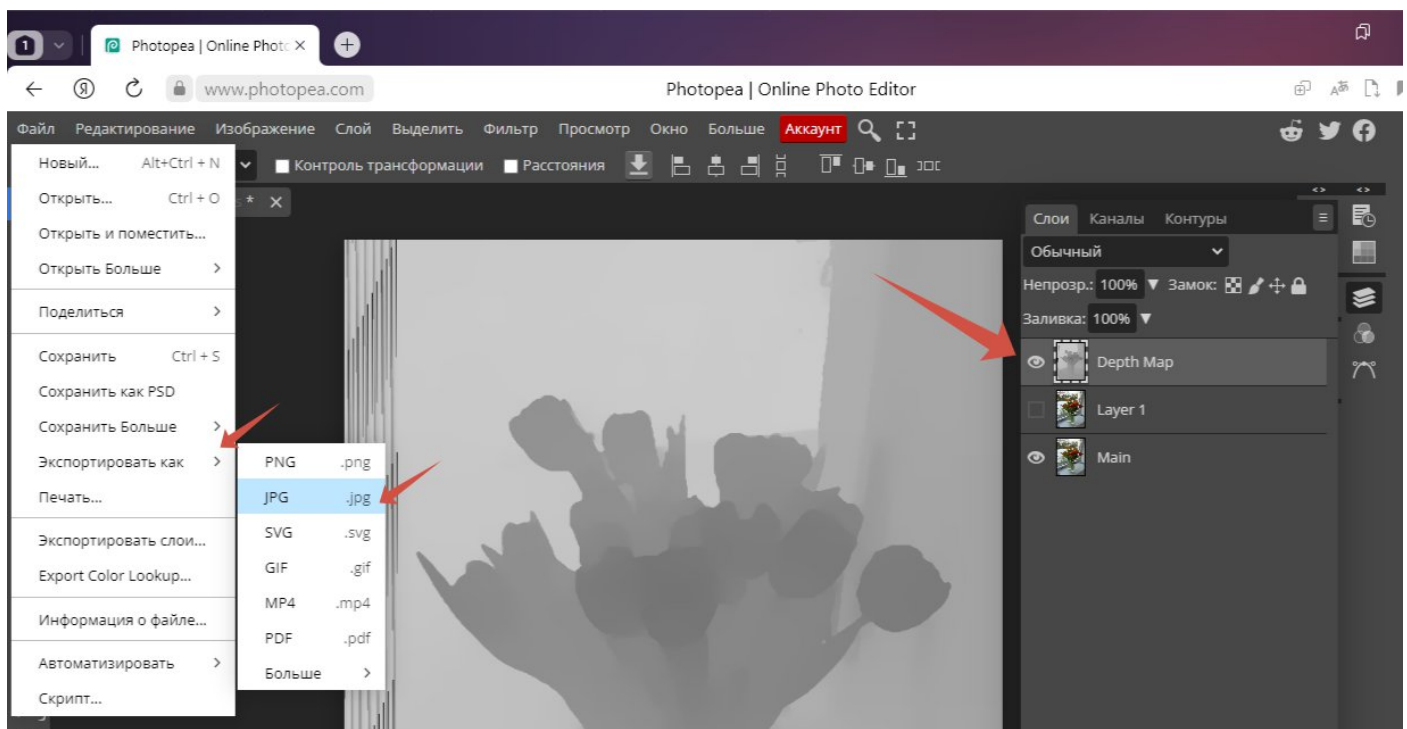 1
Photopea | Online Photo
www.photopea.com
Photopea | Online Photo Editor
Файл Редактирование Изображение Слой Выделить Фильтр Просмотр Окно Больше Аккаунт
Контроль трансформации Расстояния
Новый... Alt+Ctrl + N
Открыть... Ctrl + O
Открыть и поместить...
Открыть Больше >
Поделиться >
Сохранить Ctrl + S
Сохранить как PSD
Сохранить Больше >
Экспортировать как >
Печать...
Экспортировать слои...
Export Color Lookup...
Информация о файле...
Автоматизировать >
Скрипт...
PNG .png
JPG .jpg
SVG .svg
GIF .gif
MP4 .mp4
PDF .pdf
Больше >
Слои Каналы Контуры
Обычный
Непрозр.: 100% Замок:
Заливка: 100%
Depth Map
Layer 1
Main